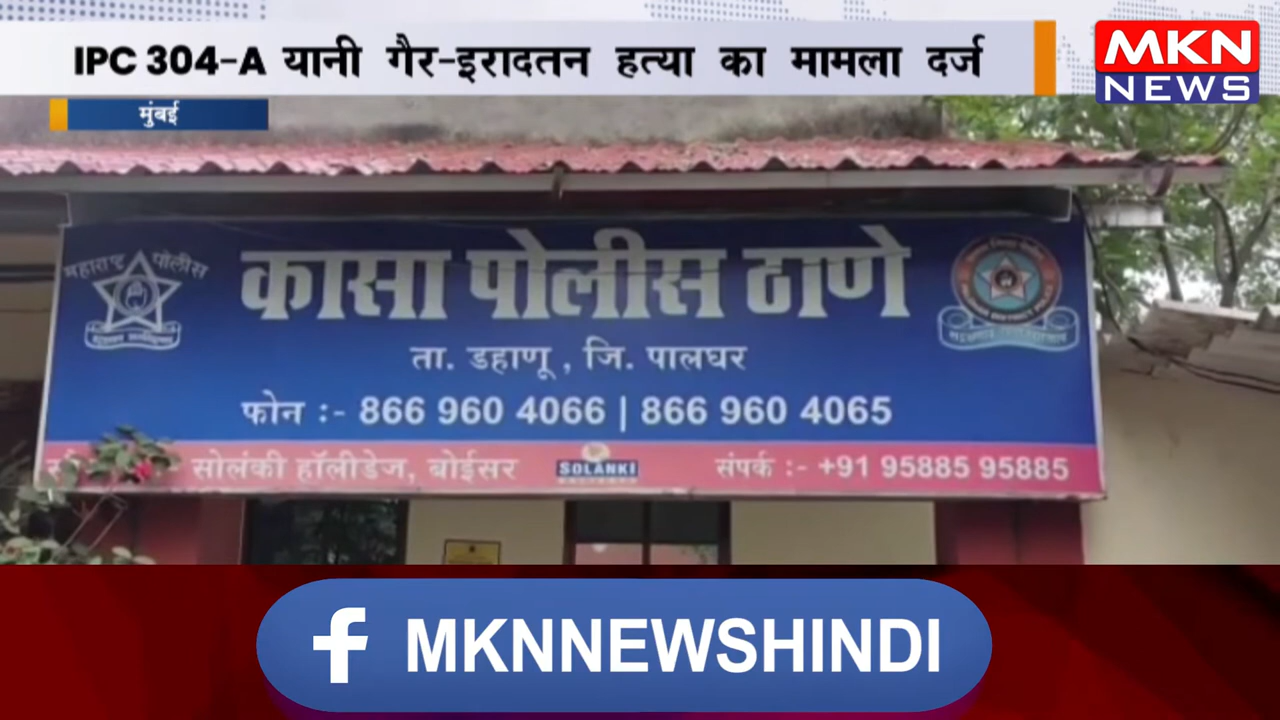 IPC 304-A यानी गैर-इरादतन हत्या का मामला दर्ज
MKN
NEWS
मुंबई
महाराष्ट्र पोलीस
कासा पोलीस ठाणे
ता. डहाणू , जि. पालघर
फोन :- 866 960 4066 | 866 960 4065
सोलंकी हॉलीडेज, बोईसर
SOLANKI
संपर्क :- +91 95885 95885
f MKNNEWSHINDI